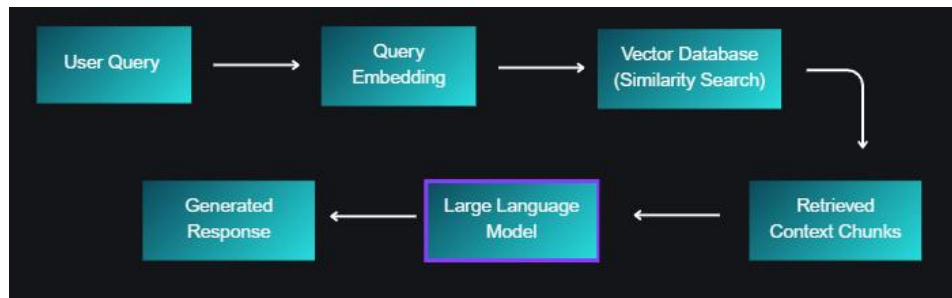 User Query
Query
Embedding
Vector Database
(Similarity Search)
Retrieved
Context Chunks
Large Language
Model
Generated
Response